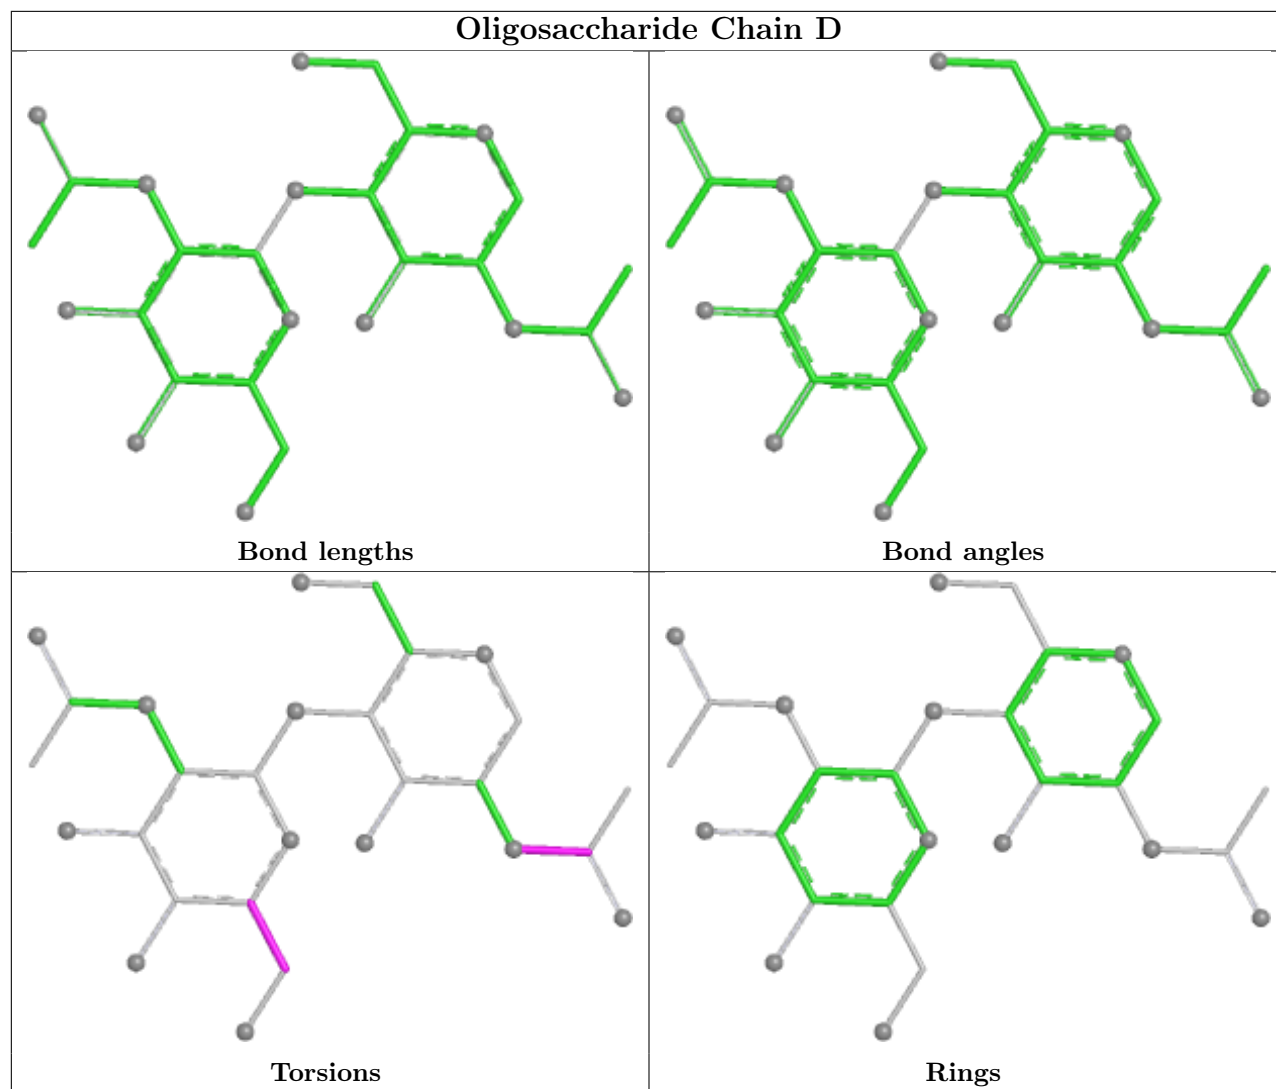 Oligosaccharide Chain D
Bond lengths
Bond angles
Torsions
Rings